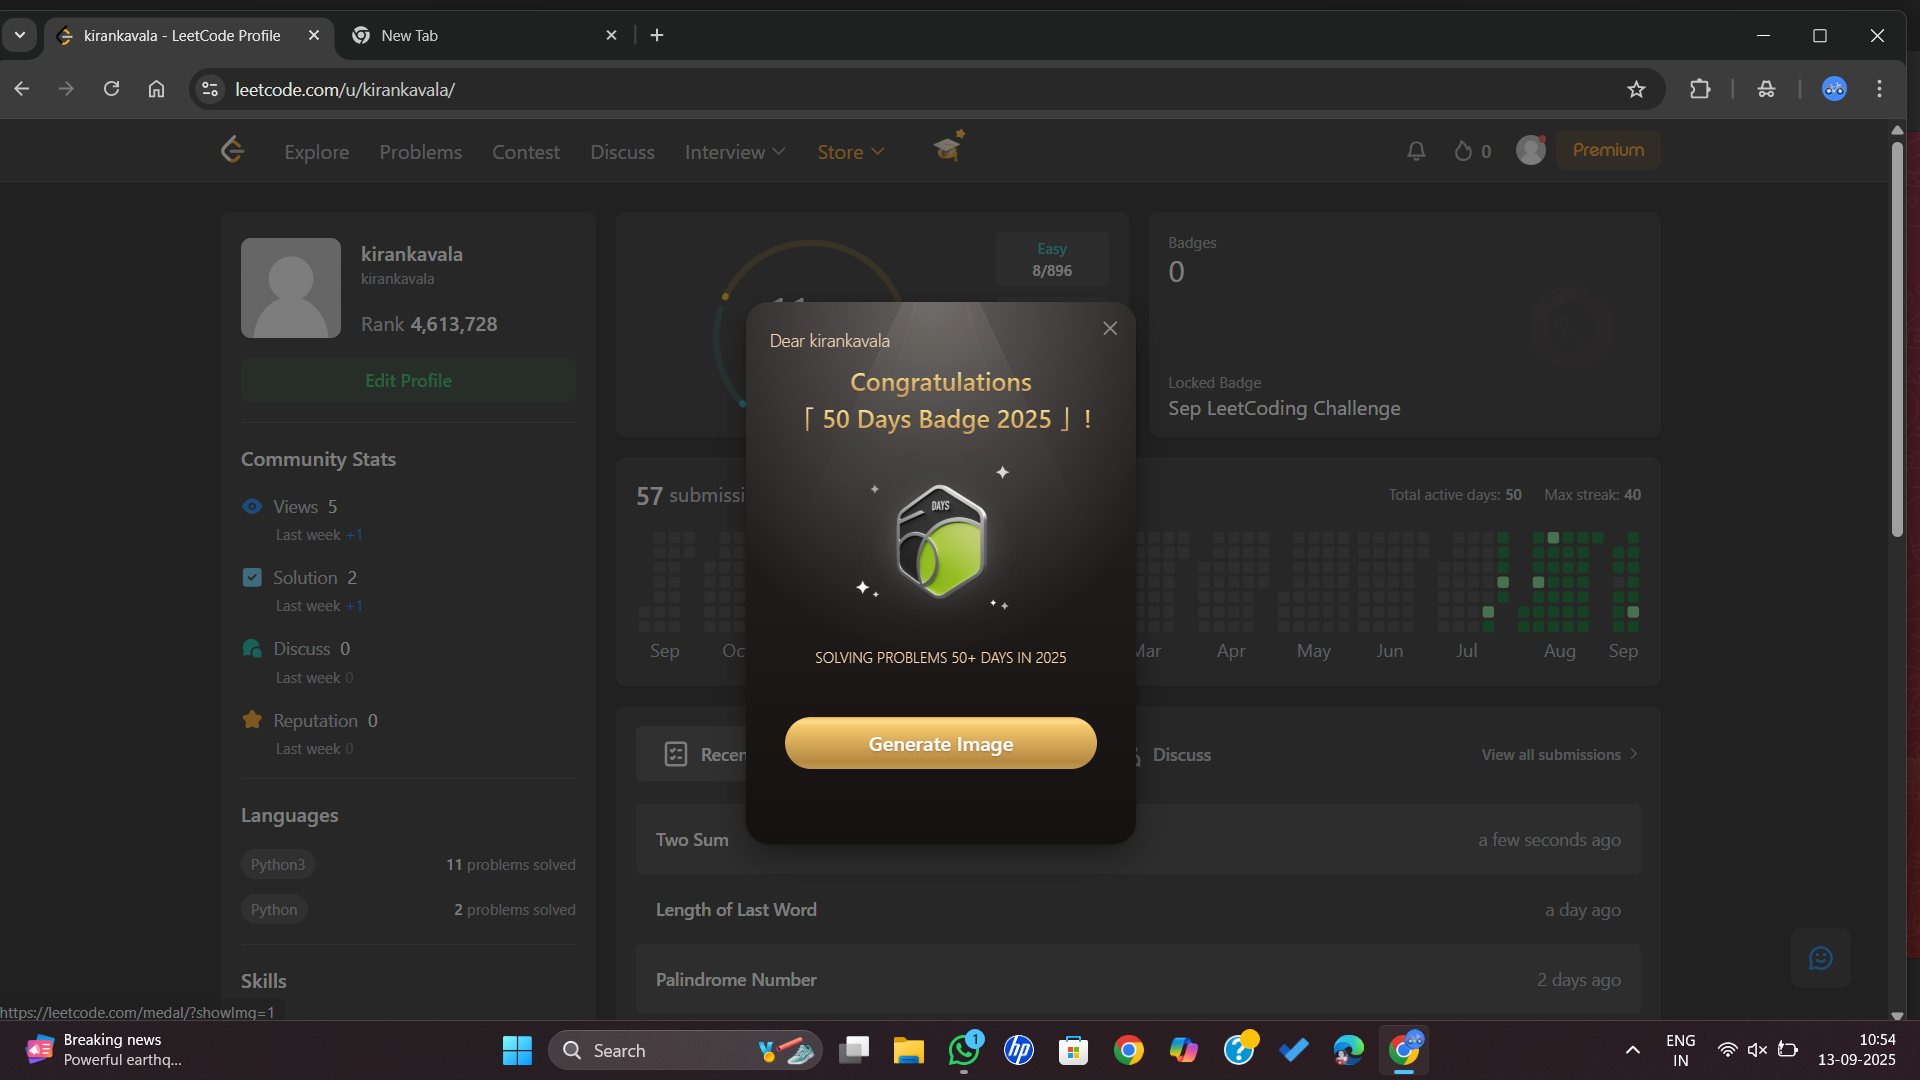 kirankavala - LeetCode Profile
New Tab
leetcode.com/u/kirankavala/
Explore
Problems
Contest
Discuss
Interview
Store
0
Premium
kirankavala
kirankavala
Rank 4,613,728
Edit Profile
Community Stats
Views 5
Last week +1
Solution 2
Last week +1
Discuss 0
Last week 0
Reputation 0
Last week 0
Languages
Python3
11 problems solved
Python
2 problems solved
Skills
Easy
8/896
Badges
0
Locked Badge
Sep LeetCoding Challenge
Dear kirankavala
Congratulations
「 50 Days Badge 2025 」 !
DAYS
SOLVING PROBLEMS 50+ DAYS IN 2025
Generate Image
57 submissi
Total active days: 50
Max streak: 40
Sep
Oc
Mar
Apr
May
Jun
Jul
Aug
Sep
Recen
Discuss
View all submissions
Two Sum
a few seconds ago
Length of Last Word
a day ago
Palindrome Number
2 days ago
https://leetcode.com/medal/?showImg=1
Breaking news
Powerful earthq...
Search
1
hp
ENG
IN
10:54
13-09-2025